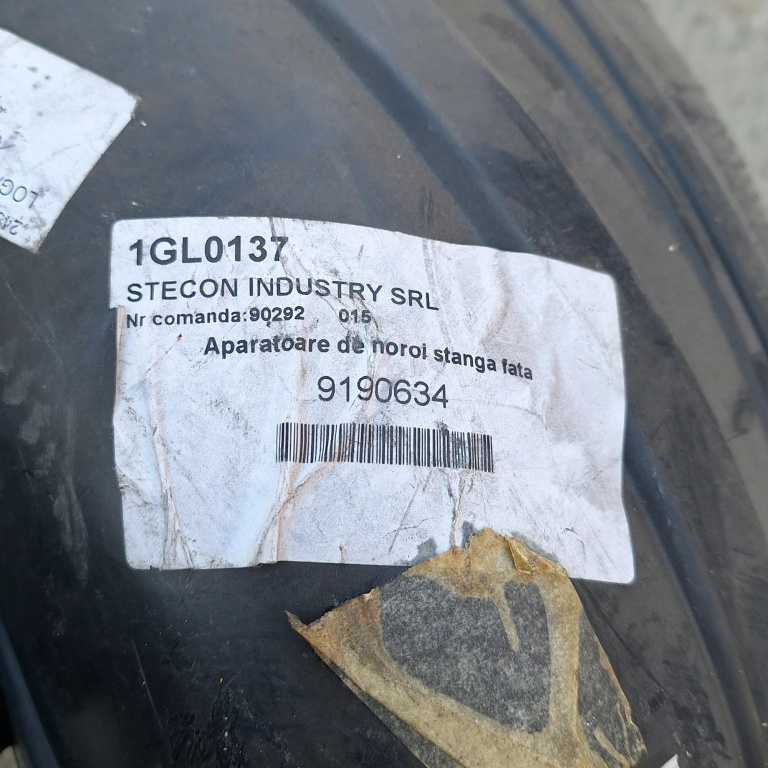 1GL0137
STECON INDUSTRY SRL
Nr comanda:90292 015
Aparatoare de noroi stanga fata
9190634